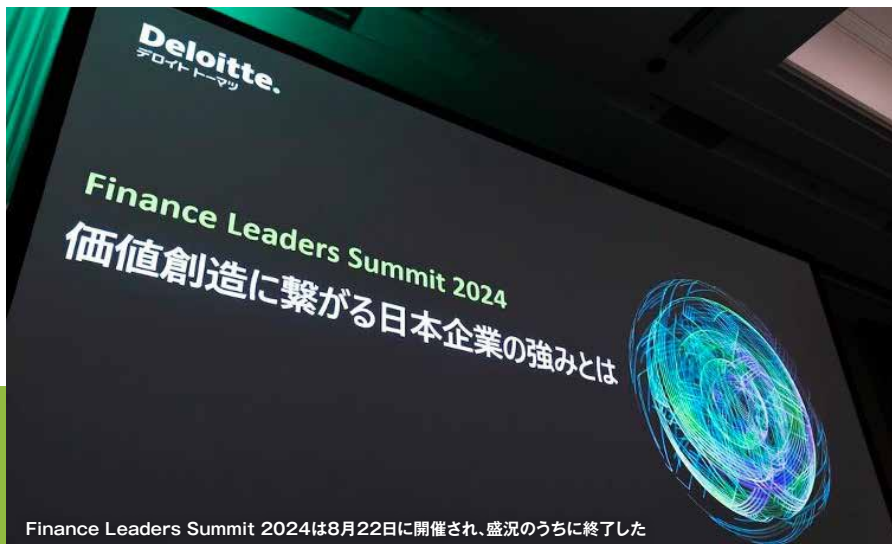 Deloitte.
デロイト トーマツ
Finance Leaders Summit 2024
価値創造に繋がる日本企業の強みとは
Finance Leaders Summit 2024は8月22日に開催され、盛況のうちに終了した